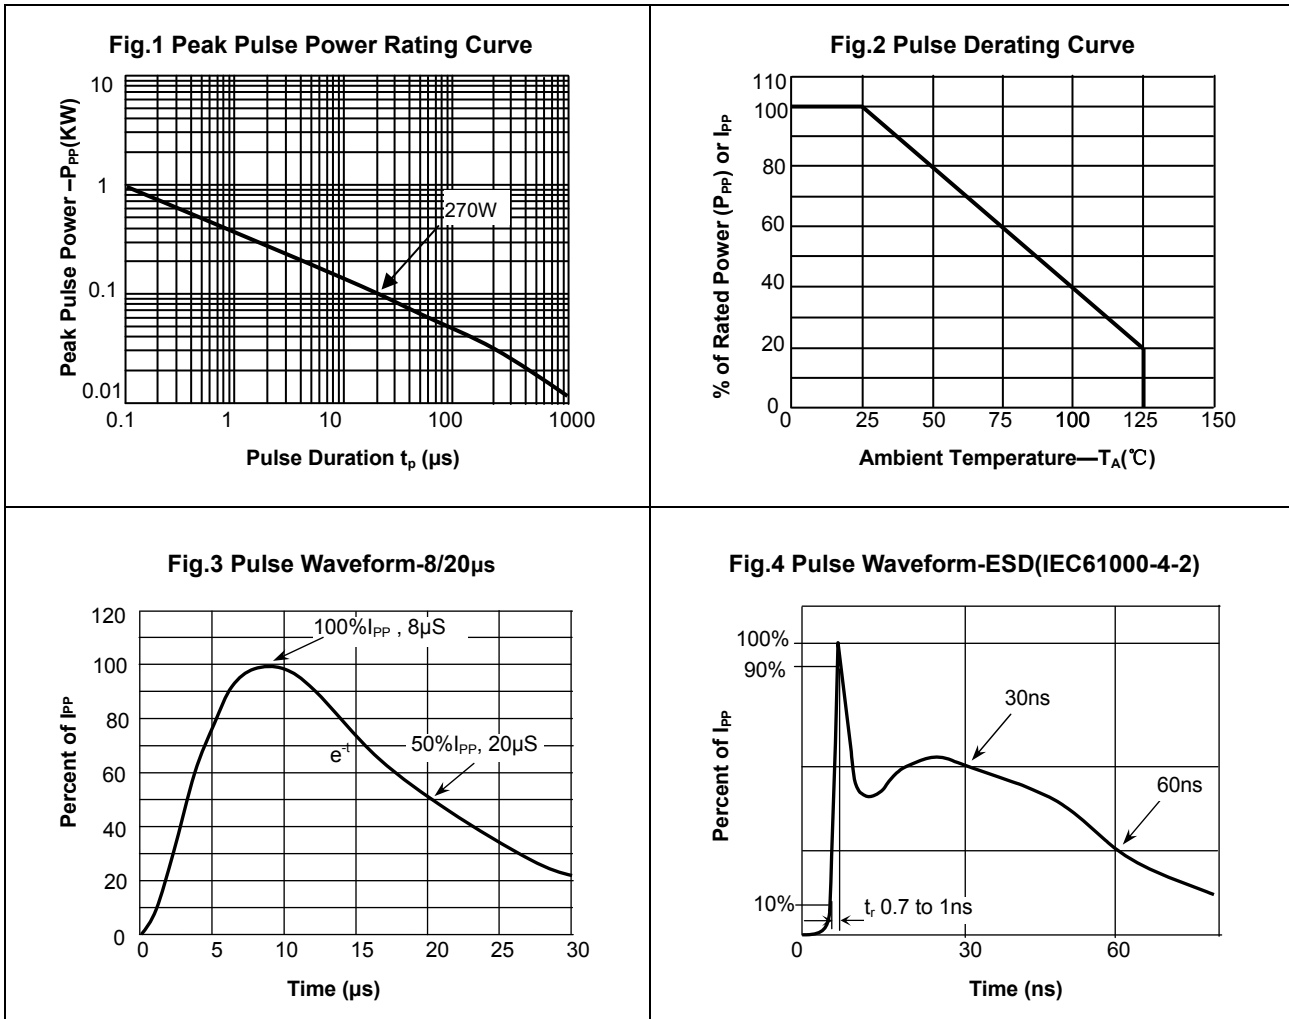 Fig.1 Peak Pulse Power Rating Curve
Peak Pulse Power –PPP(KW)
10
1
0.1
0.01
270W
0.1 1 10 100 1000
Pulse Duration tp (µs)
Fig.2 Pulse Derating Curve
% of Rated Power (PPP) or IPP
110
100
80
60
40
20
0
0 25 50 75 100 125 150
Ambient Temperature—TA(℃)
Fig.3 Pulse Waveform-8/20µs
Percent of IPP
120
100
80
60
40
20
0
100%IPP , 8µS
e-t
50%IPP, 20µS
0 5 10 15 20 25 30
Time (µs)
Fig.4 Pulse Waveform-ESD(IEC61000-4-2)
Percent of IPP
100%
90%
10%
30ns
60ns
tr 0.7 to 1ns
0 30 60
Time (ns)